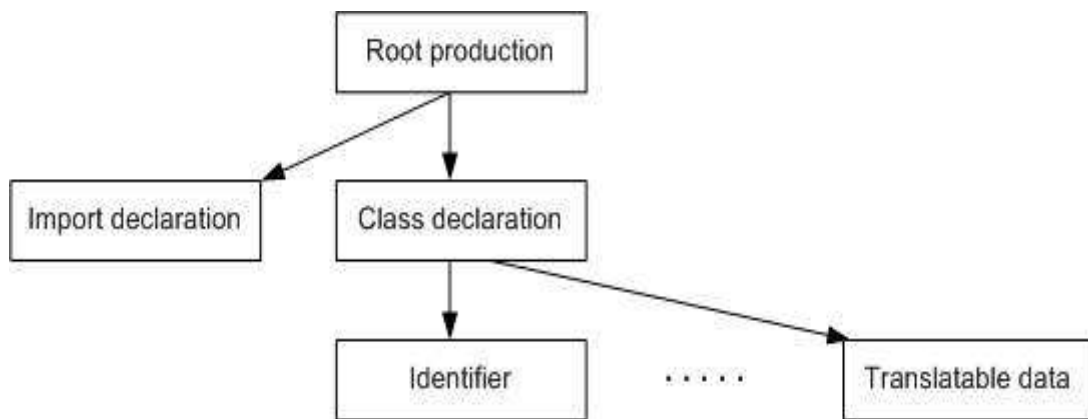 Root production
Import declaration
Class declaration
Identifier
.....
Translatable data